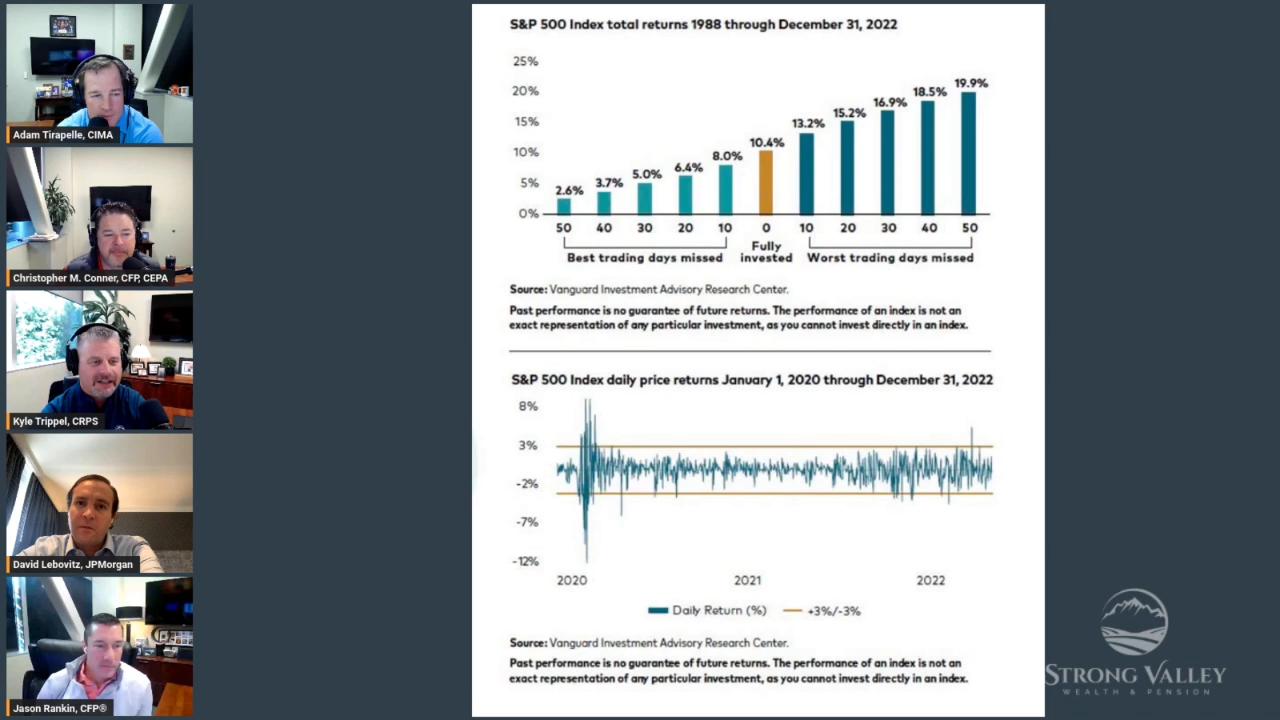 Adam Tirapelle, CIMA
Christopher M. Conner, CFP, CEPA
Kyle Trippel, CRPS
David Lebovitz, JPMorgan
Jason Rankin, CFP®
S&P 500 Index total returns 1988 through December 31, 2022
25%
20%
15%
10%
5%
0%
2.6%
3.7%
5.0%
6.4%
8.0%
10.4%
13.2%
15.2%
16.9%
18.5%
19.9%
50 40 30 20 10 0 10 20 30 40 50
Best trading days missed
Fully
invested
Worst trading days missed
Source: Vanguard Investment Advisory Research Center.
Past performance is no guarantee of future returns. The performance of an index is not an
exact representation of any particular investment, as you cannot invest directly in an index.
S&P 500 Index daily price returns January 1, 2020 through December 31, 2022
8%
3%
-2%
-7%
-12%
2020 2021 2022
Daily Return (%) +3%/-3%
Source: Vanguard Investment Advisory Research Center.
Past performance is no guarantee of future returns. The performance of an index is not an
exact representation of any particular investment, as you cannot invest directly in an index.
STRONG VALLEY
WEALTH & PENSION